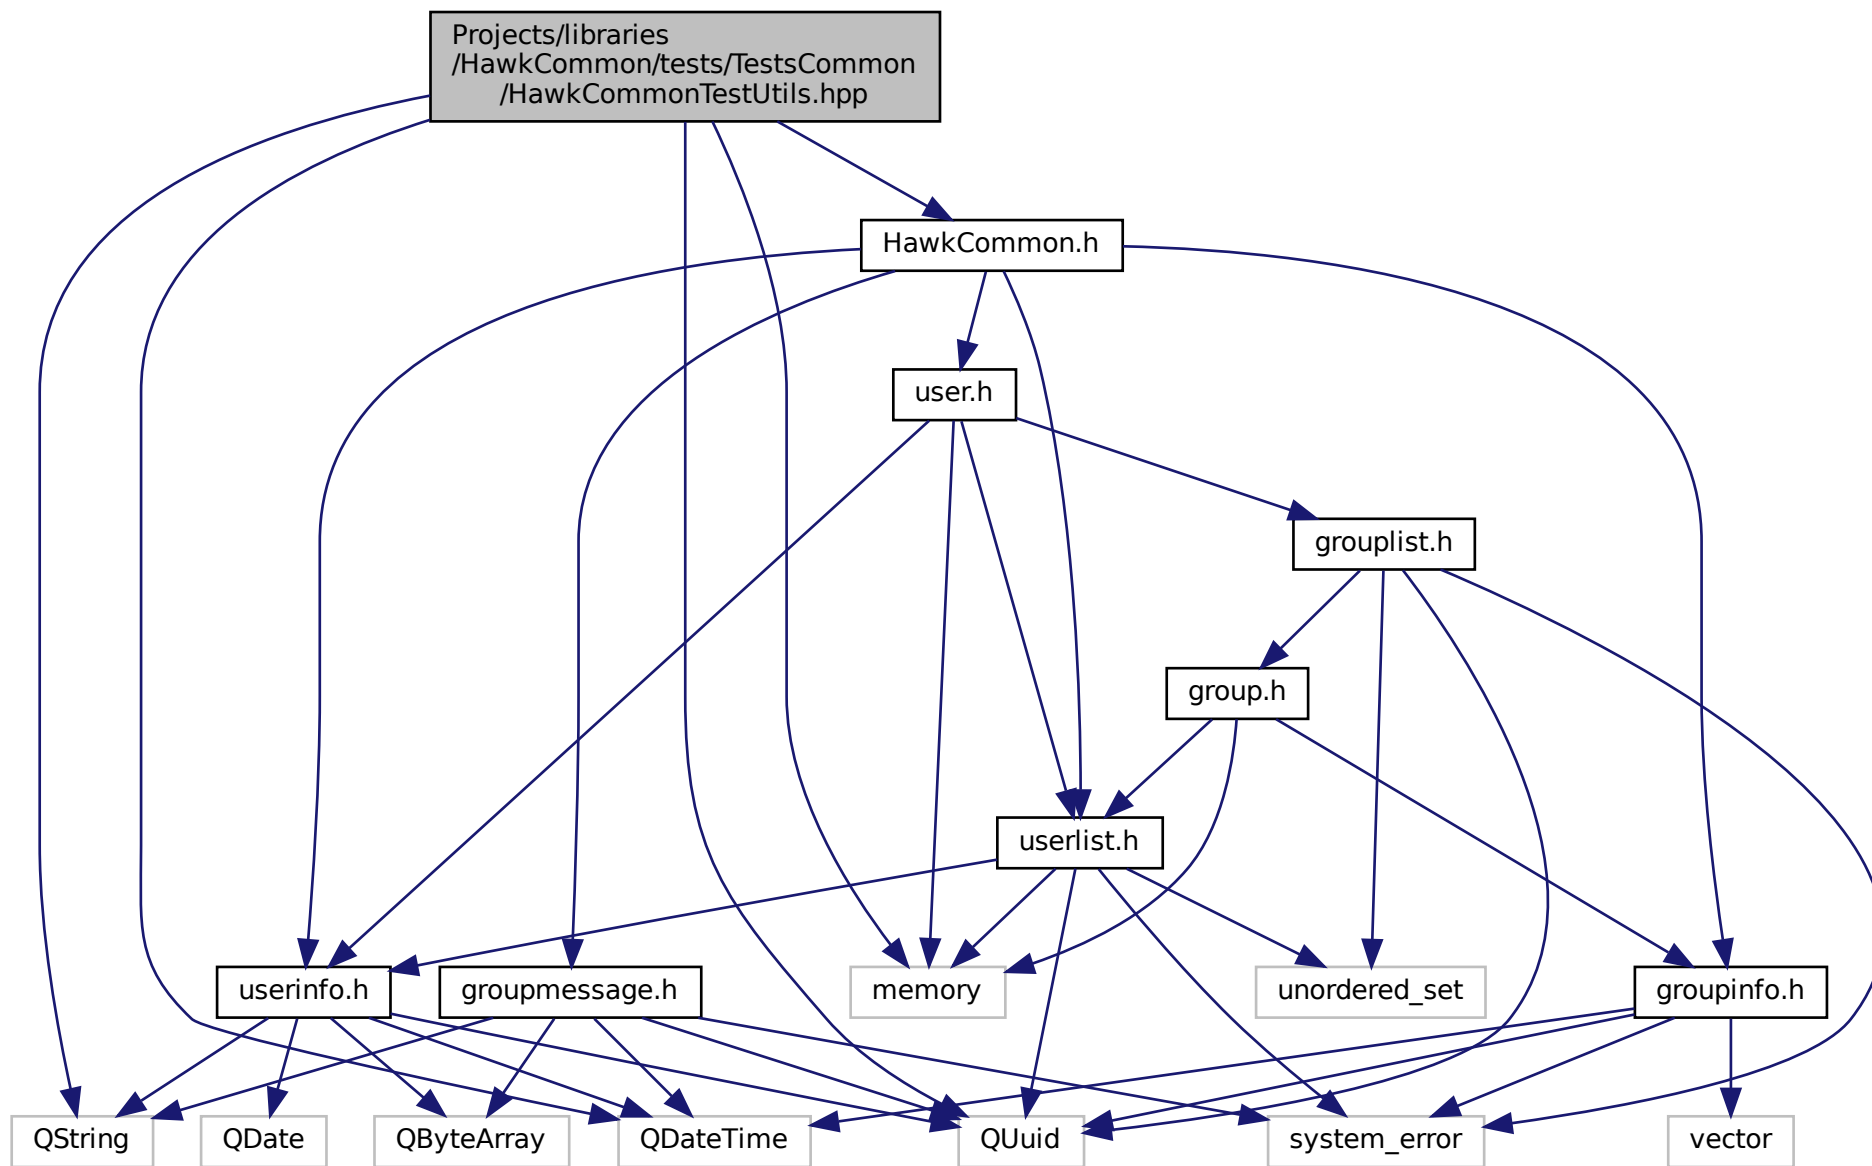 Projects/libraries
/HawkCommon/tests/TestsCommon
/HawkCommonTestUtils.hpp
HawkCommon.h
user.h
grouplist.h
group.h
userlist.h
userinfo.h
groupmessage.h
memory
unordered_set
groupinfo.h
QString
QDate
QByteArray
QDateTime
QUuid
system_error
vector